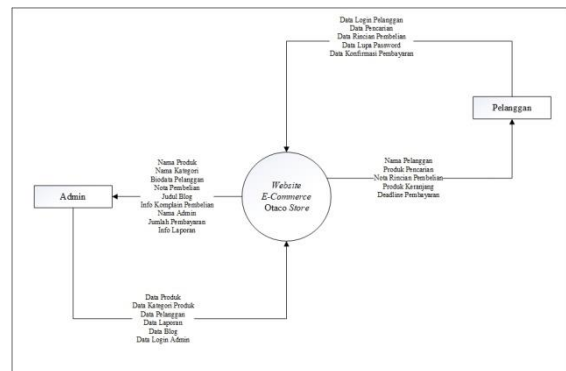 Data Login Pelanggan
Data Pencarian
Data Rincian Pembelian
Data Lupa Password
Data Konfirmasi Pembayaran
Pelanggan
Nama Pelanggan
Produk Pencarian
Nota Rincian Pembelian
Produk Keranjang
Deadline Pembayaran
Website
E-Commerce
Otaco Store
Nama Produk
Nama Kategori
Biodata Pelanggan
Nota Pembelian
Judul Blog
Info Komplain Pembelian
Nama Admin
Jumlah Pembayaran
Info Laporan
Admin
Data Produk
Data Kategori Produk
Data Pelanggan
Data Laporan
Data Blog
Data Login Admin